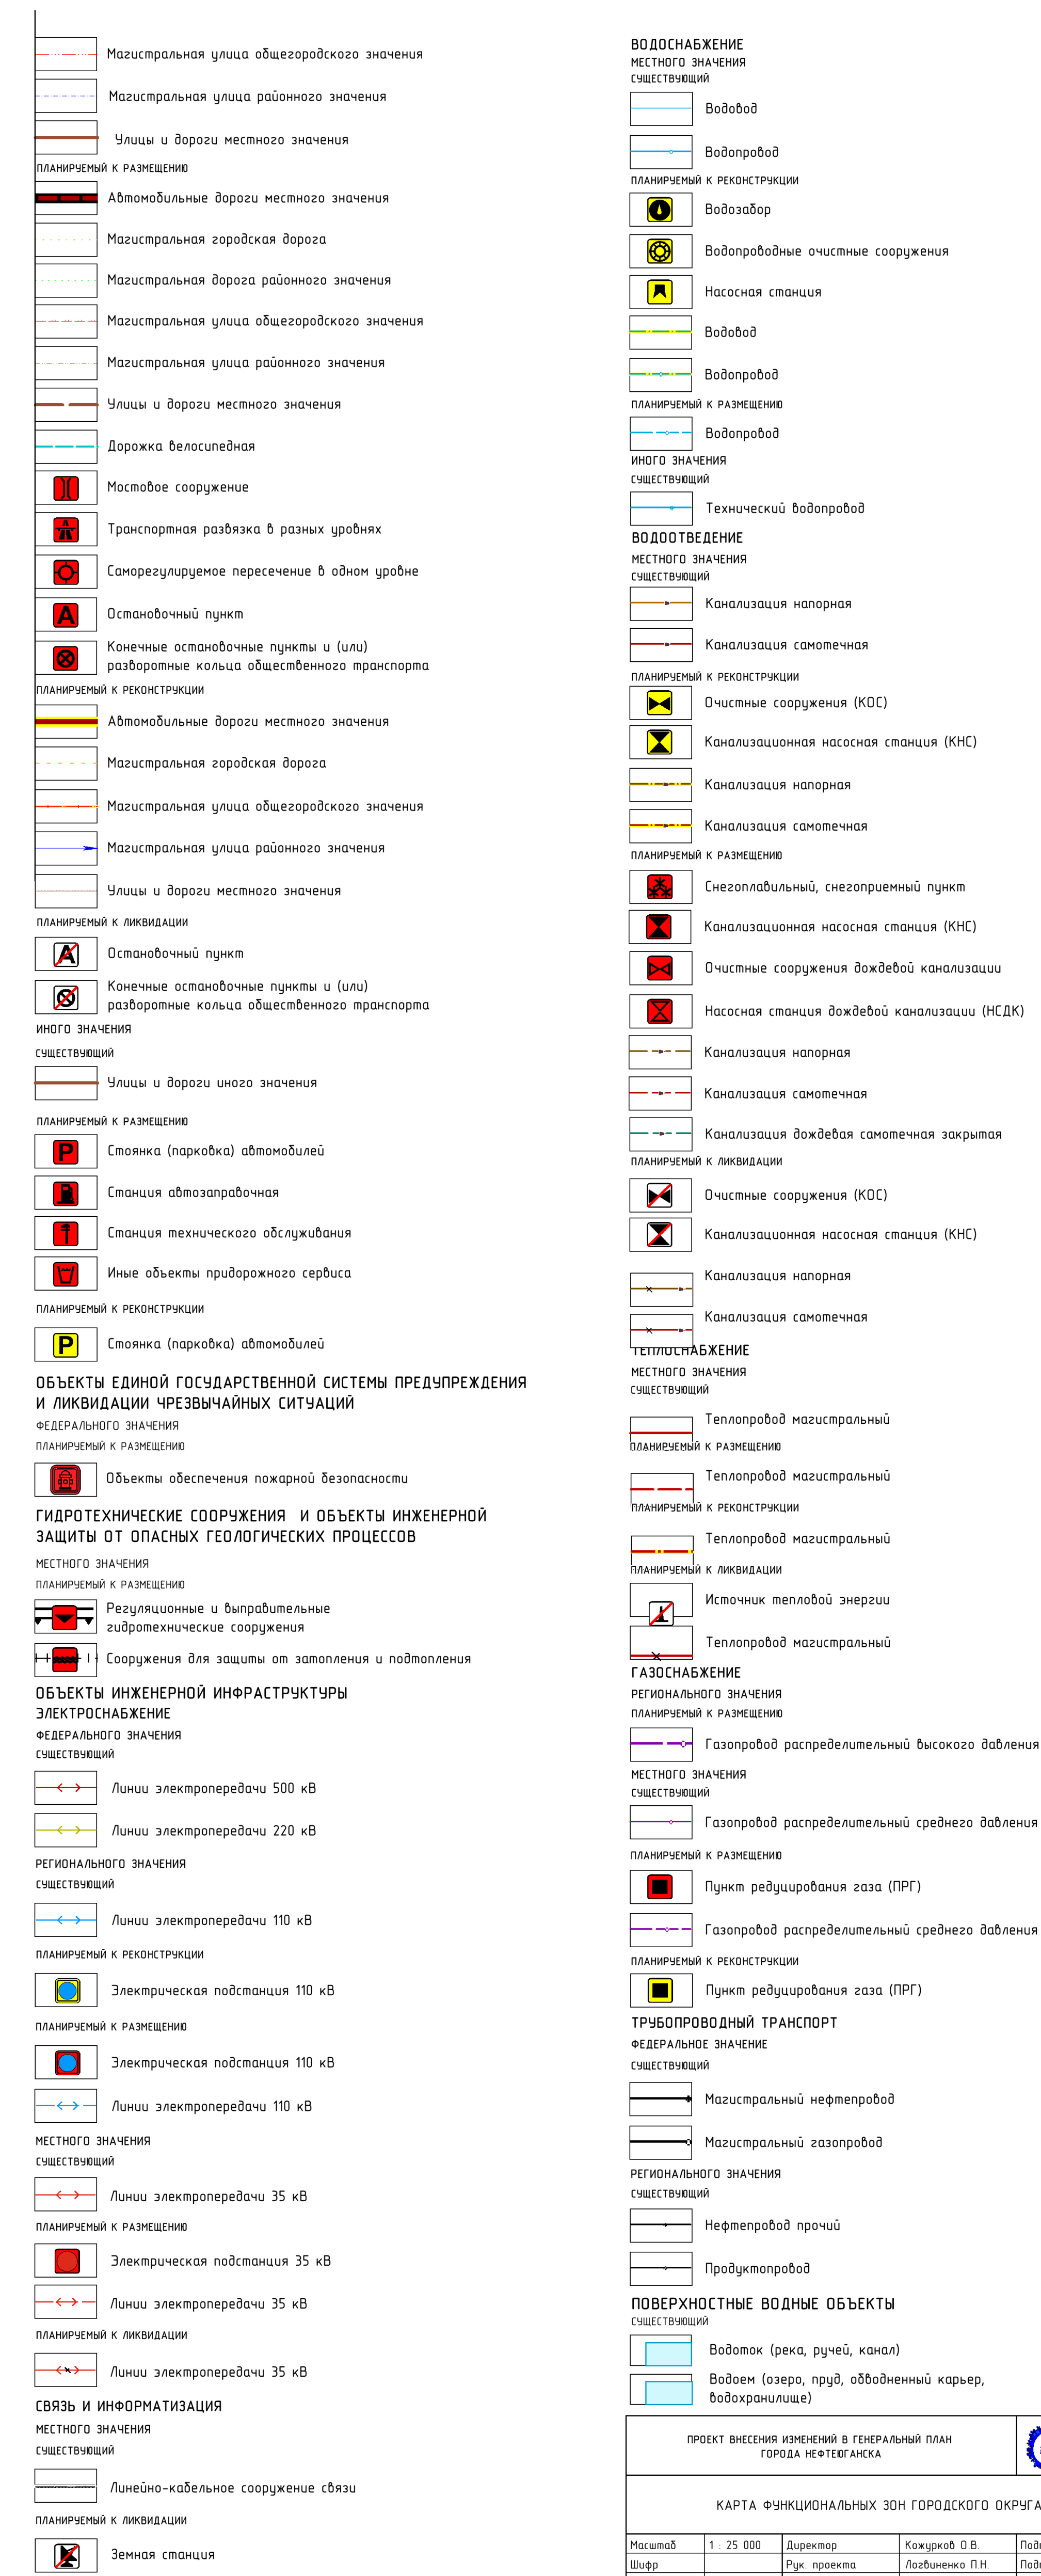 Магистральная улица общегородского значения
Магистральная улица районного значения
Улицы и дороги местного значения
ПЛАНИРУЕМЫЙ К РАЗМЕЩЕНИЮ
Автомобильные дороги местного значения
Магистральная городская дорога
Магистральная дорога районного значения
Магистральная улица общегородского значения
Магистральная улица районного значения
Улицы и дороги местного значения
Дорожка велосипедная
Мостовое сооружение
Транспортная развязка в разных уровнях
Саморегулируемое пересечение в одном уровне
А Остановочный пункт
Конечные остановочные пункты и (или)
разворотные кольца общественного транспорта
ПЛАНИРУЕМЫЙ К РЕКОНСТРУКЦИИ
Автомобильные дороги местного значения
Магистральная городская дорога
Магистральная улица общегородского значения
Магистральная улица районного значения
Улицы и дороги местного значения
ПЛАНИРУЕМЫЙ К ЛИКВИДАЦИИ
А Остановочный пункт
Конечные остановочные пункты и (или)
разворотные кольца общественного транспорта
ИНОГО ЗНАЧЕНИЯ
СУЩЕСТВУЮЩИЙ
Улицы и дороги иного значения
ПЛАНИРУЕМЫЙ К РАЗМЕЩЕНИЮ
P Стоянка (парковка) автомобилей
Станция автозаправочная
Станция технического обслуживания
Иные объекты придорожного сервиса
ПЛАНИРУЕМЫЙ К РЕКОНСТРУКЦИИ
P Стоянка (парковка) автомобилей
ОБЪЕКТЫ ЕДИНОЙ ГОСУДАРСТВЕННОЙ СИСТЕМЫ ПРЕДУПРЕЖДЕНИЯ
И ЛИКВИДАЦИИ ЧРЕЗВЫЧАЙНЫХ СИТУАЦИЙ
ФЕДЕРАЛЬНОГО ЗНАЧЕНИЯ
ПЛАНИРУЕМЫЙ К РАЗМЕЩЕНИЮ
Объекты обеспечения пожарной безопасности
ГИДРОТЕХНИЧЕСКИЕ СООРУЖЕНИЯ И ОБЪЕКТЫ ИНЖЕНЕРНОЙ
ЗАЩИТЫ ОТ ОПАСНЫХ ГЕОЛОГИЧЕСКИХ ПРОЦЕССОВ
МЕСТНОГО ЗНАЧЕНИЯ
ПЛАНИРУЕМЫЙ К РАЗМЕЩЕНИЮ
Регуляционные и выправительные
гидротехнические сооружения
Сооружения для защиты от затопления и подтопления
ОБЪЕКТЫ ИНЖЕНЕРНОЙ ИНФРАСТРУКТУРЫ
ЭЛЕКТРОСНАБЖЕНИЕ
ФЕДЕРАЛЬНОГО ЗНАЧЕНИЯ
СУЩЕСТВУЮЩИЙ
Линии электропередачи 500 кВ
Линии электропередачи 220 кВ
РЕГИОНАЛЬНОГО ЗНАЧЕНИЯ
СУЩЕСТВУЮЩИЙ
Линии электропередачи 110 кВ
ПЛАНИРУЕМЫЙ К РЕКОНСТРУКЦИИ
Электрическая подстанция 110 кВ
ПЛАНИРУЕМЫЙ К РАЗМЕЩЕНИЮ
Электрическая подстанция 110 кВ
Линии электропередачи 110 кВ
МЕСТНОГО ЗНАЧЕНИЯ
СУЩЕСТВУЮЩИЙ
Линии электропередачи 35 кВ
ПЛАНИРУЕМЫЙ К РАЗМЕЩЕНИЮ
Электрическая подстанция 35 кВ
Линии электропередачи 35 кВ
ПЛАНИРУЕМЫЙ К ЛИКВИДАЦИИ
Линии электропередачи 35 кВ
СВЯЗЬ И ИНФОРМАТИЗАЦИЯ
МЕСТНОГО ЗНАЧЕНИЯ
СУЩЕСТВУЮЩИЙ
Линейно-кабельное сооружение связи
ПЛАНИРУЕМЫЙ К ЛИКВИДАЦИИ
Земная станция
ВОДОСНАБЖЕНИЕ
МЕСТНОГО ЗНАЧЕНИЯ
СУЩЕСТВУЮЩИЙ
Водовод
Водопровод
ПЛАНИРУЕМЫЙ К РЕКОНСТРУКЦИИ
Водозабор
Водопроводные очистные сооружения
Насосная станция
Водовод
Водопровод
ПЛАНИРУЕМЫЙ К РАЗМЕЩЕНИЮ
Водопровод
ИНОГО ЗНАЧЕНИЯ
СУЩЕСТВУЮЩИЙ
Технический водопровод
ВОДООТВЕДЕНИЕ
МЕСТНОГО ЗНАЧЕНИЯ
СУЩЕСТВУЮЩИЙ
Канализация напорная
Канализация самотечная
ПЛАНИРУЕМЫЙ К РЕКОНСТРУКЦИИ
Очистные сооружения (КОС)
Канализационная насосная станция (КНС)
Канализация напорная
Канализация самотечная
ПЛАНИРУЕМЫЙ К РАЗМЕЩЕНИЮ
Снегоплавильный, снегоприемный пункт
Канализационная насосная станция (КНС)
Очистные сооружения дождевой канализации
Насосная станция дождевой канализации (НСДК)
Канализация напорная
Канализация самотечная
Канализация дождевая самотечная закрытая
ПЛАНИРУЕМЫЙ К ЛИКВИДАЦИИ
Очистные сооружения (КОС)
Канализационная насосная станция (КНС)
Канализация напорная
Канализация самотечная
ТЕПЛОСНАБЖЕНИЕ
МЕСТНОГО ЗНАЧЕНИЯ
СУЩЕСТВУЮЩИЙ
Теплопровод магистральный
ПЛАНИРУЕМЫЙ К РАЗМЕЩЕНИЮ
Теплопровод магистральный
ПЛАНИРУЕМЫЙ К РЕКОНСТРУКЦИИ
Теплопровод магистральный
ПЛАНИРУЕМЫЙ К ЛИКВИДАЦИИ
Источник тепловой энергии
Теплопровод магистральный
ГАЗОСНАБЖЕНИЕ
РЕГИОНАЛЬНОГО ЗНАЧЕНИЯ
ПЛАНИРУЕМЫЙ К РАЗМЕЩЕНИЮ
Газопровод распределительный высокого давления
МЕСТНОГО ЗНАЧЕНИЯ
СУЩЕСТВУЮЩИЙ
Газопровод распределительный среднего давления
ПЛАНИРУЕМЫЙ К РАЗМЕЩЕНИЮ
Пункт редуцирования газа (ПРГ)
Газопровод распределительный среднего давления
ПЛАНИРУЕМЫЙ К РЕКОНСТРУКЦИИ
Пункт редуцирования газа (ПРГ)
ТРУБОПРОВОДНЫЙ ТРАНСПОРТ
ФЕДЕРАЛЬНОЕ ЗНАЧЕНИЕ
СУЩЕСТВУЮЩИЙ
Магистральный нефтепровод
Магистральный газопровод
РЕГИОНАЛЬНОГО ЗНАЧЕНИЯ
СУЩЕСТВУЮЩИЙ
Нефтепровод прочий
Продуктопровод
ПОВЕРХНОСТНЫЕ ВОДНЫЕ ОБЪЕКТЫ
СУЩЕСТВУЮЩИЙ
Водоток (река, ручей, канал)
Водоем (озеро, пруд, обводненный карьер,
водохранилище)
ПРОЕКТ ВНЕСЕНИЯ ИЗМЕНЕНИЙ В ГЕНЕРАЛЬНЫЙ ПЛАН
ГОРОДА НЕФТЕЮГАНСКА
КАРТА ФУНКЦИОНАЛЬНЫХ ЗОН ГОРОДСКОГО ОКРУГА
Масштаб 1 : 25 000 Директор Кожурков О.В.
Шифр Рук. проекта Логвиненко П.Н.